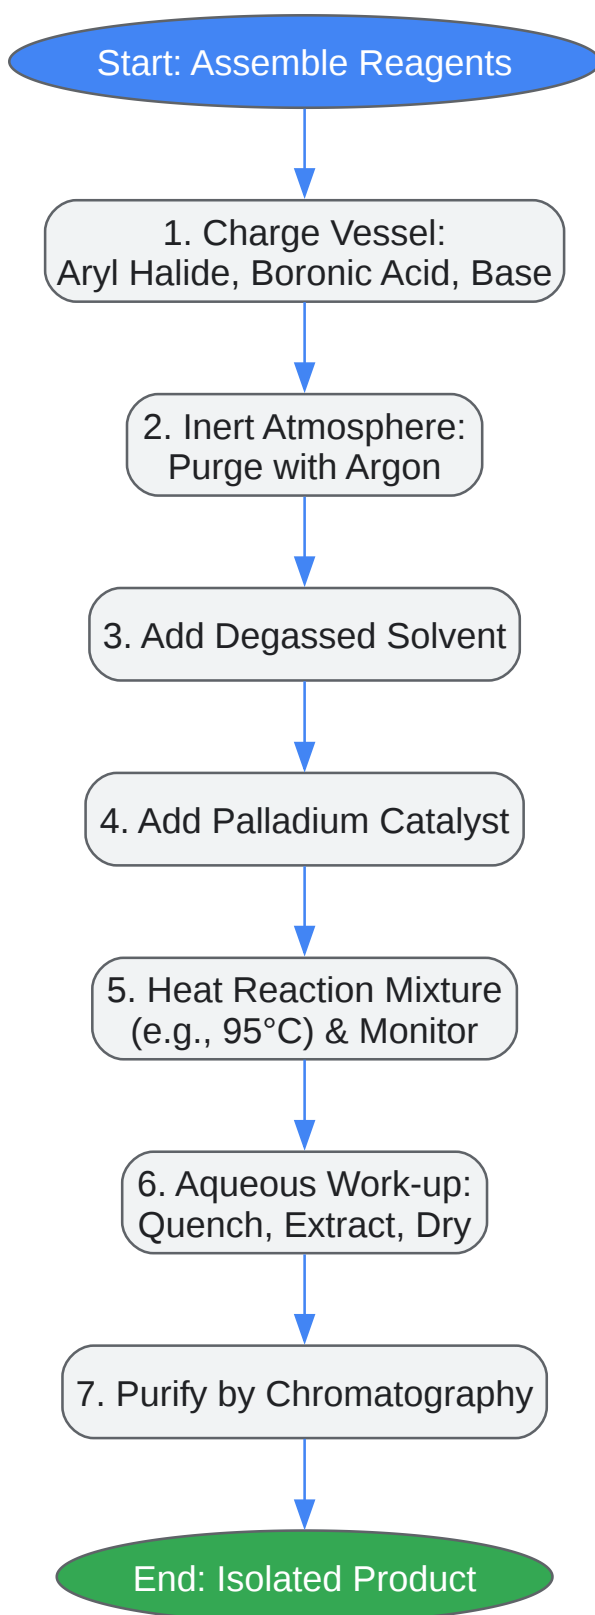 Start: Assemble Reagents
1. Charge Vessel:
Aryl Halide, Boronic Acid, Base
2. Inert Atmosphere:
Purge with Argon
3. Add Degassed Solvent
4. Add Palladium Catalyst
5. Heat Reaction Mixture
(e.g., 95°C) & Monitor
6. Aqueous Work-up:
Quench, Extract, Dry
7. Purify by Chromatography
End: Isolated Product